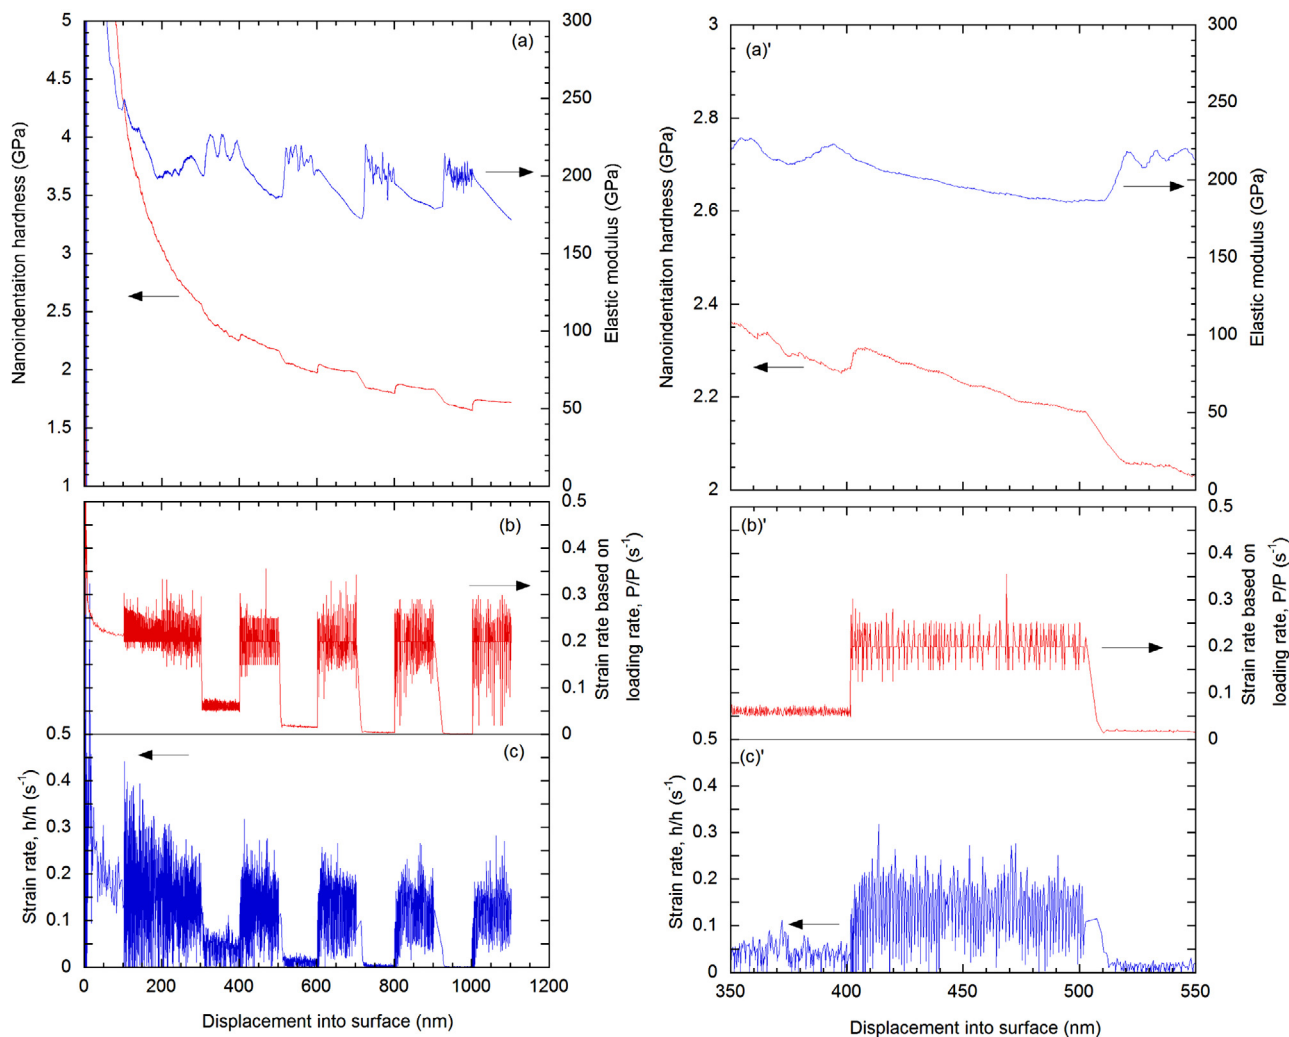 (a)
5
4.5
4
3.5
3
2.5
2
1.5
1
Nanoindentaiton hardness (GPa)
300
250
200
150
100
50
0
Elastic modulus (GPa)
(b)
0.5
0.4
0.3
0.2
0.1
0
Strain rate based on
loading rate, P/P (s-1)
(c)
0.5
0.4
0.3
0.2
0.1
0
Strain rate, h/h (s-1)
0 200 400 600 800 1000 1200
Displacement into surface (nm)
(a)'
3
2.8
2.6
2.4
2.2
2
Nanoindentaiton hardness (GPa)
300
250
200
150
100
50
0
Elastic modulus (GPa)
(b)'
0.5
0.4
0.3
0.2
0.1
0
Strain rate based on
loading rate, P/P (s-1)
(c)'
0.5
0.4
0.3
0.2
0.1
0
Strain rate, h/h (s-1)
350 400 450 500 550
Displacement into surface (nm)